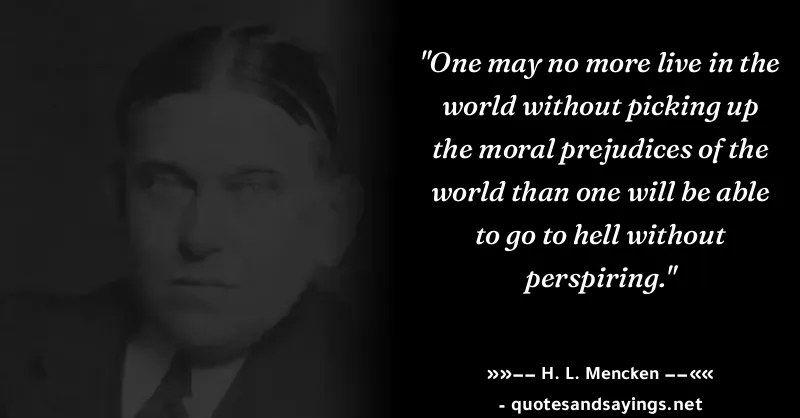 "One may no more live in the
world without picking up
the moral prejudices of the
world than one will be able
to go to hell without
perspiring."
»»–– H. L. Mencken ––««
- quotesandsayings.net